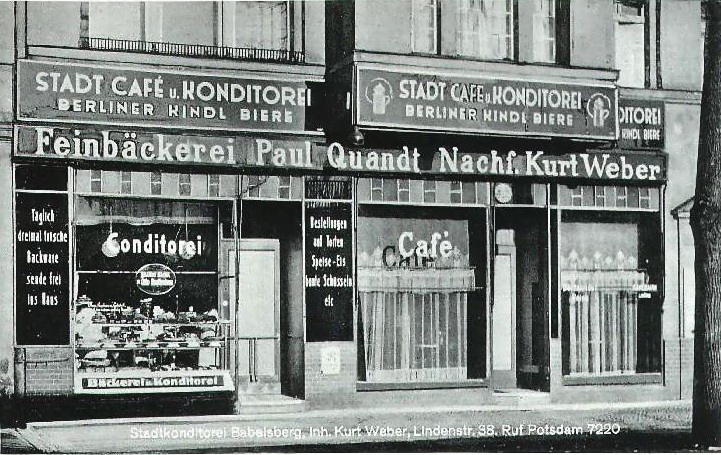 STADT CAFÉ u. KONDITOREI
BERLINER KINDL BIERE
STADT CAFE u. KONDITOREI
BERLINER KINDL BIERE
DITOREI
KINDL BIERE
Feinbäckerei Paul Quandt Nachf. Kurt Weber
Täglich
dreimal frische
Backware
sende frei
ins Haus
Conditorei
Bestellungen
auf Torten
Speise-Eis
bunte Schüsseln
etc
Café
Bäckerei u. Konditorei
Stadtkonditorei Babelsberg, Inh. Kurt Weber, Lindenstr. 38, Ruf Potsdam 7220